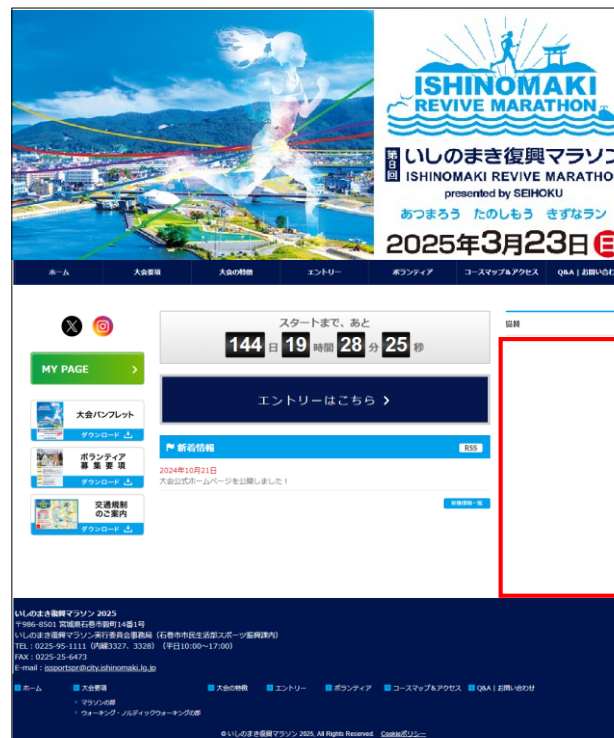 ISHINOMAKI
REVIVE MARATHON
第8回 いしのまき復興マラソン
ISHINOMAKI REVIVE MARATHO
presented by SEIHOKU
あつまろう たのしもう きずなラン
2025年3月23日 日
ホーム 大会要項 大会の特徴 エントリー ボランティア コースマップ&アクセス Q&A | お問い合わ
スタートまで、あと
144 日 19 時間 28 分 25 秒
協賛
MY PAGE
エントリーはこちら
大会パンフレット
ダウンロード
新着情報 RSS
ボランティア
募集要項
ダウンロード
2024年10月21日
大会公式ホームページを公開しました!
新着情報一覧
交通規制
のご案内
ダウンロード
いしのまき復興マラソン 2025
〒986-8501 宮城県石巻市穀町14番1号
いしのまき復興マラソン実行委員会事務局(石巻市市民生活部スポーツ振興課内)
TEL:0225-95-1111(内線3327、3328)(平日10:00~17:00)
FAX:0225-25-6473
E-mail:issportspr@city.ishinomaki.lg.jp
ホーム 大会要項 大会の特徴 エントリー ボランティア コースマップ&アクセス Q&A | お問い合わせ
マラソンの部
ウォーキング・ノルディックウォーキングの部
© いしのまき復興マラソン 2025, All Rights Reserved. Cookieポリシー